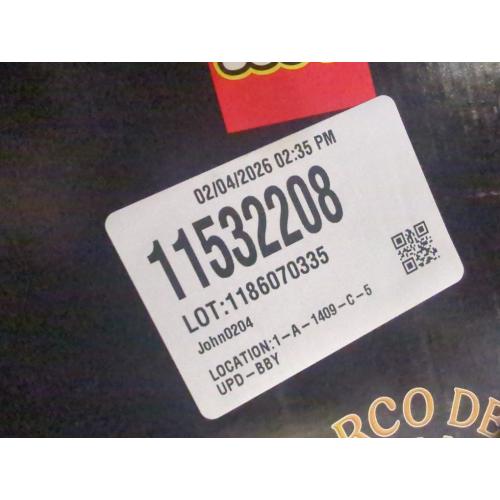 02/04/2026 02:35 PM
11532208
LOT:1186070335
John0204
LOCATION:1-A-1409-C-5
UPD-BBY
RCO DE